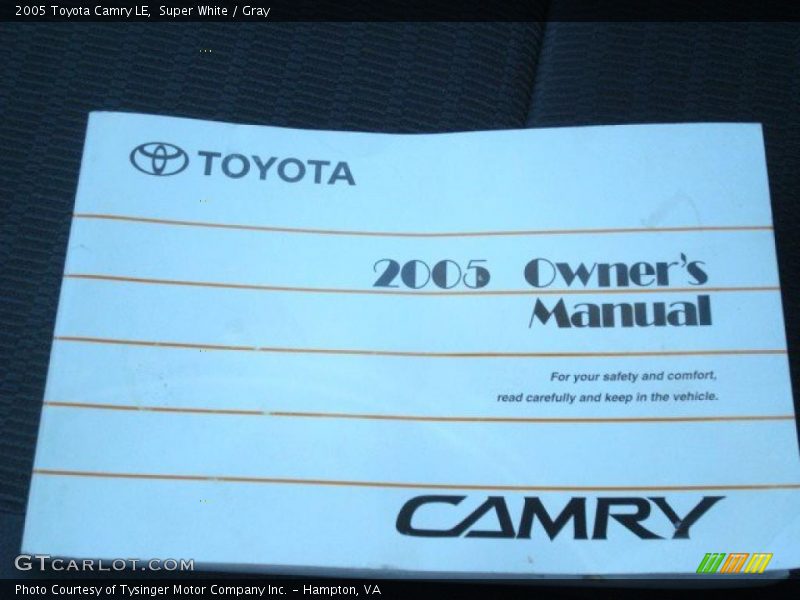 2005 Toyota Camry LE,  Super White / Gray
TOYOTA
2005 Owner's
Manual
For your safety and comfort,
read carefully and keep in the vehicle.
CAMRY
GTCARLOT.COM
Photo Courtesy of Tysinger Motor Company Inc. - Hampton, VA